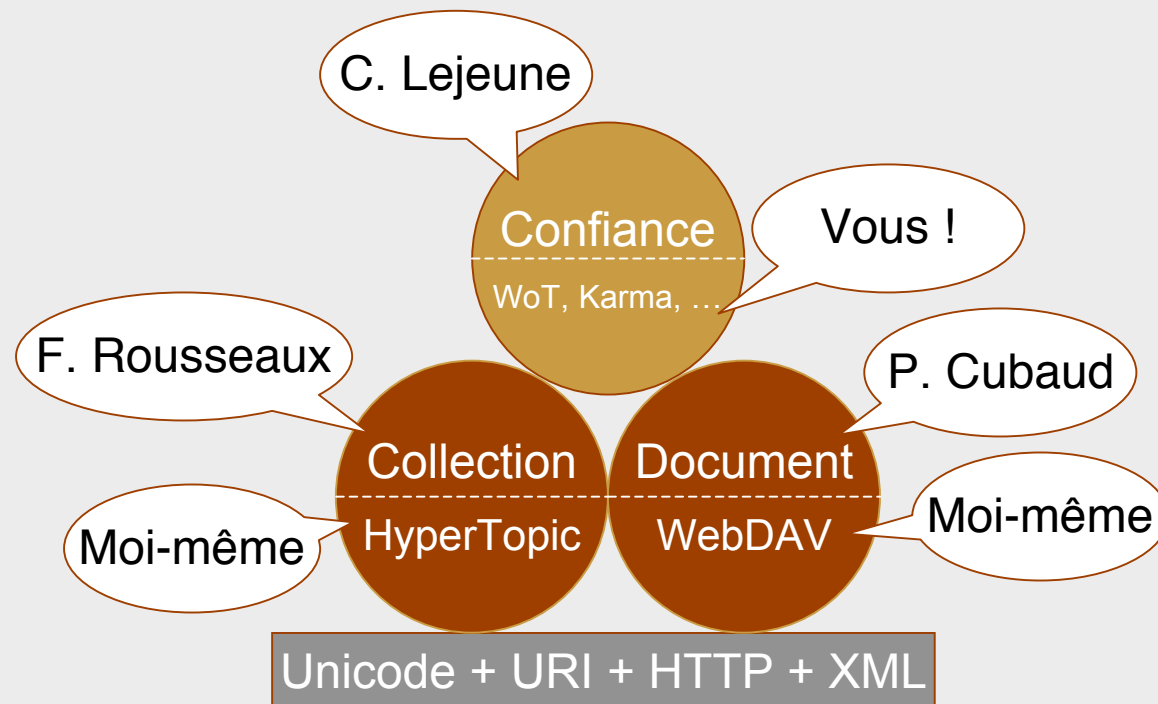 C. Lejeune
Confiance
Vous !
WoT, Karma, …
F. Rousseaux
P. Cubaud
Collection
Document
Moi-même
HyperTopic
WebDAV
Moi-même
Unicode + URI + HTTP + XML